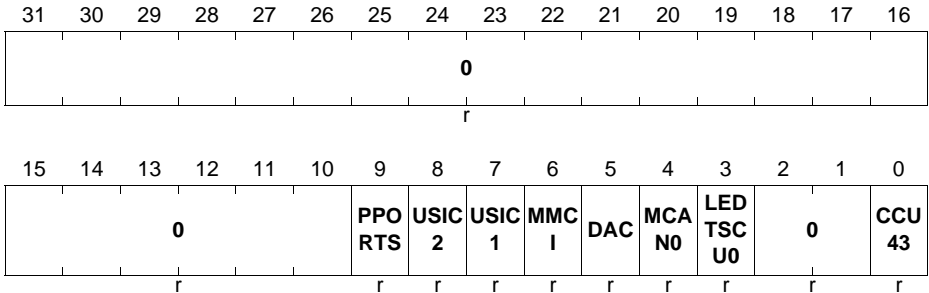 31 30 29 28 27 26 25 24 23 22 21 20 19 18 17 16
0
r
15 14 13 12 11 10 9 8 7 6 5 4 3 2 1 0
0 PPO RTS USIC 2 USIC 1 MMC I DAC MCA N0 LED TSC U0 0 CCU 43
r r r r r r r r r r